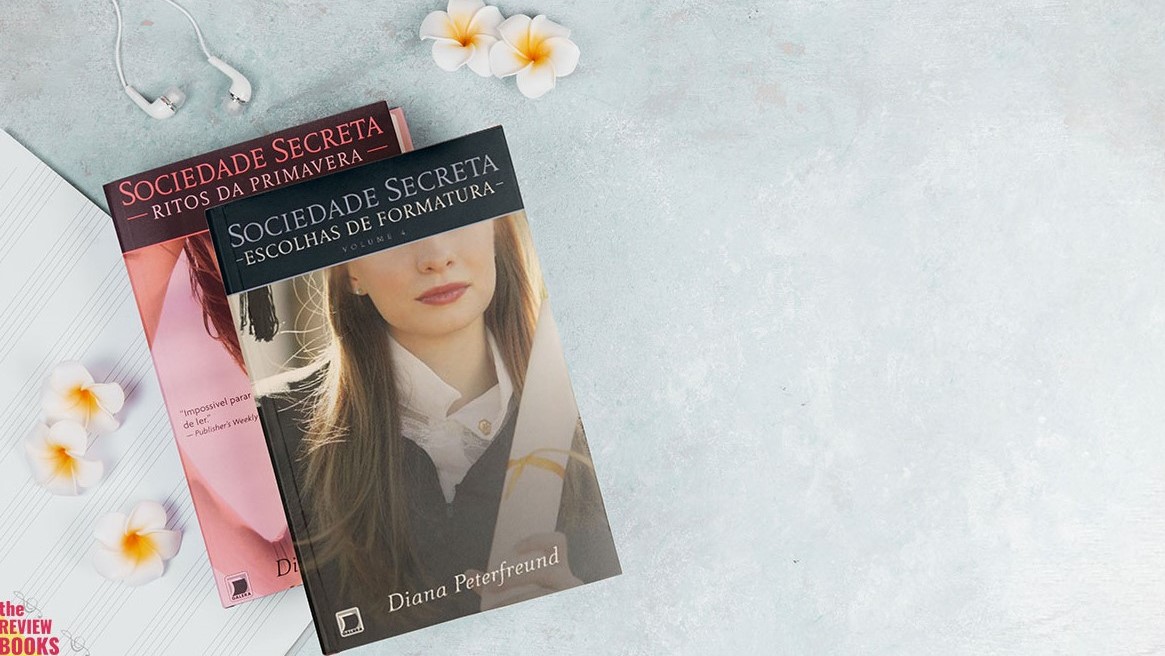 SOCIEDADE SECRETA
— RITOS DA PRIMAVERA —
"Impossível parar
de ler."
— Publisher's Weekly
Di
SOCIEDADE SECRETA
-ESCOLHAS DE FORMATURA-
VOLUME 4
Diana Peterfreund
the
REVIEW
BOOKS